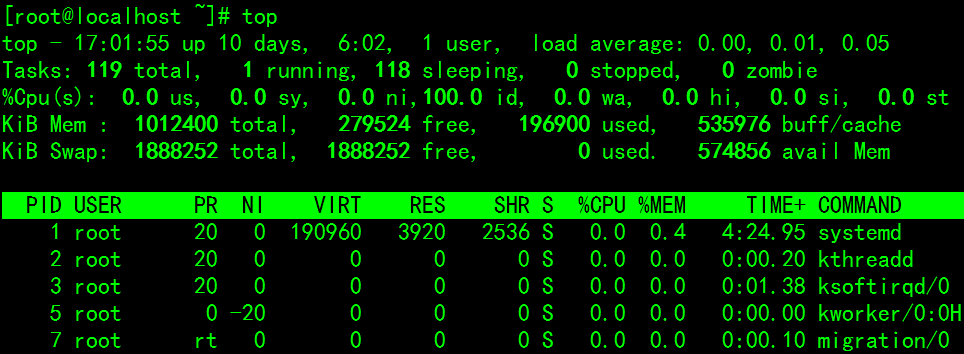 [root@localhost ~]# top
top - 17:01:55 up 10 days,  6:02,  1 user,  load average: 0.00, 0.01, 0.05
Tasks: 119 total,   1 running, 118 sleeping,   0 stopped,   0 zombie
%Cpu(s):  0.0 us,  0.0 sy,  0.0 ni,100.0 id,  0.0 wa,  0.0 hi,  0.0 si,  0.0 st
KiB Mem :  1012400 total,   279524 free,   196900 used,   535976 buff/cache
KiB Swap:  1888252 total,  1888252 free,        0 used.   574856 avail Mem
PID USER      PR  NI    VIRT    RES    SHR S  %CPU %MEM     TIME+ COMMAND
1 root      20   0  190960   3920   2536 S   0.0  0.4   4:24.95 systemd
2 root      20   0       0      0      0 S   0.0  0.0   0:00.20 kthreadd
3 root      20   0       0      0      0 S   0.0  0.0   0:01.38 ksoftirqd/0
5 root       0 -20       0      0      0 S   0.0  0.0   0:00.00 kworker/0:0H
7 root      rt   0       0      0      0 S   0.0  0.0   0:00.10 migration/0